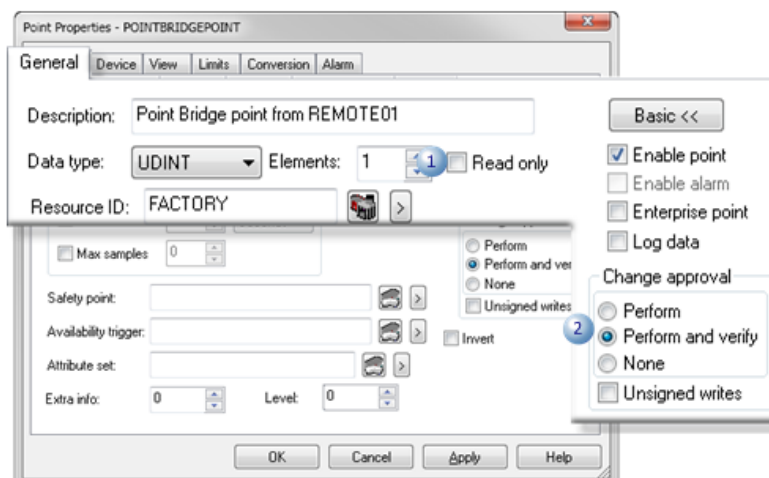 Point Properties - POINTBRIDGEPOINT
General Device View Limits Conversion Alarm
Description: Point Bridge point from REMOTE01
Basic <<
Data type: UDINT Elements: 1 1 Read only
Enable point
Enable alarm
Resource ID: FACTORY
Enterprise point
Log data
Max samples 0
Perform
Perform and ver
None
Unsigned writes
Change approval
Perform
2 Perform and verify
None
Unsigned writes
Safety point:
Availability trigger:
Invert
Attribute set:
Extra info: 0 Level: 0
OK Cancel Apply Help